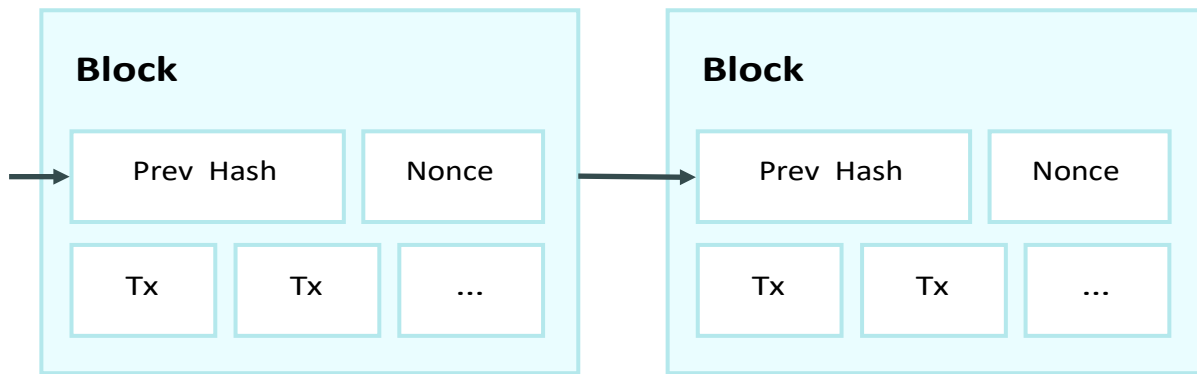 Block
Prev Hash
Nonce
Tx
Tx
...
Block
Prev Hash
Nonce
Tx
Tx
...